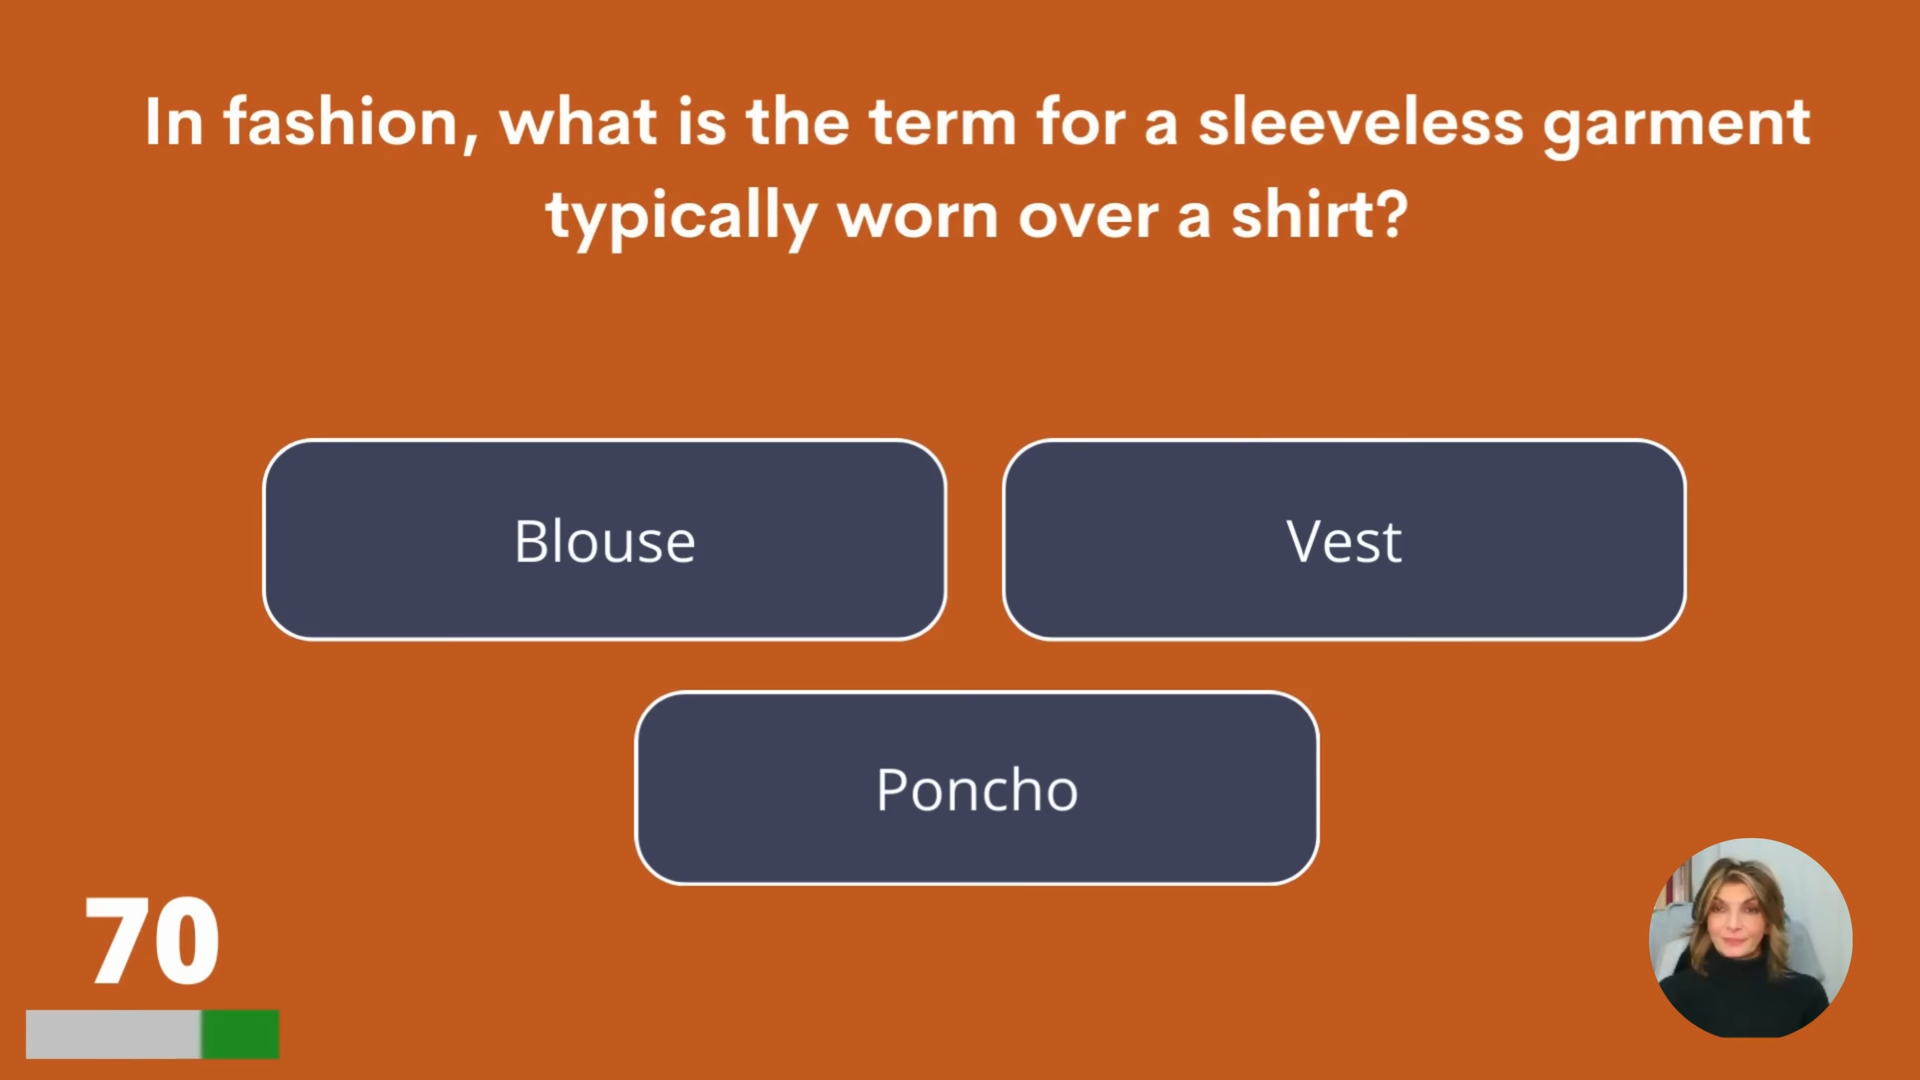 In fashion, what is the term for a sleeveless garment
typically worn over a shirt?
Blouse
Vest
Poncho
70